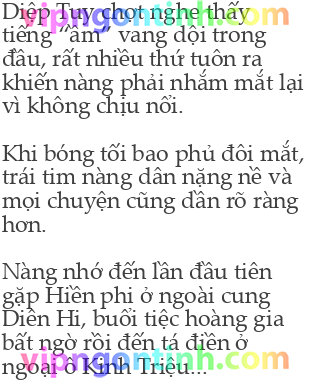 vipngontinh.com
Diệp Tuy chợt nghe thấy
tiếng "ầm" vang dội trong
đầu, rất nhiều thứ tuôn ra
khiến nàng phải nhắm mắt lại
vì không chịu nổi.
Khi bóng tối bao phủ đôi mắt,
trái tim nàng dần nặng nề và
mọi chuyện cũng dần rõ ràng
hơn.
Nàng nhớ đến lần đầu tiên
gặp Hiền phi ở ngoài cung
Diên Hi, buổi tiệc hoàng gia
bất ngờ rồi đến tá điền ở
vipngontinh.com
ngoại ô Kinh Triệu...